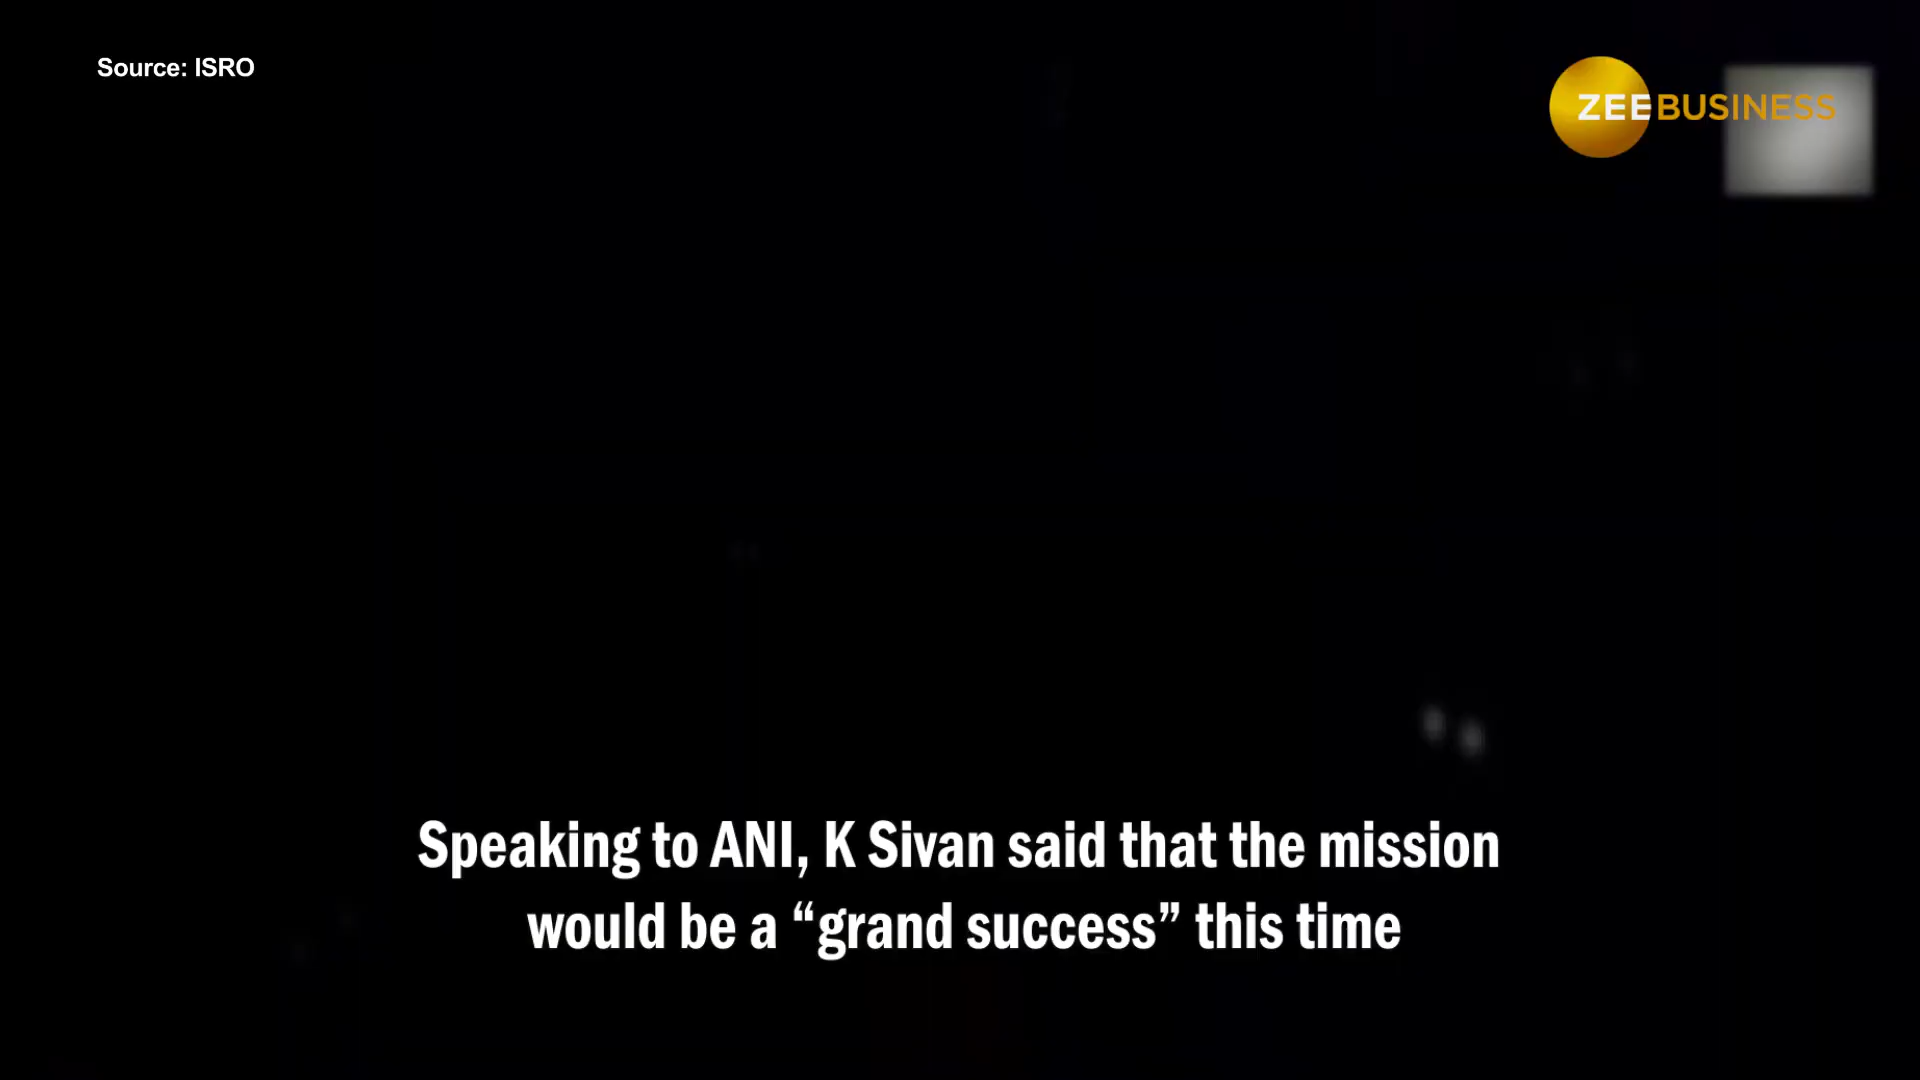 Source: ISRO
ZEEBUSINESS
Speaking to ANI, K Sivan said that the mission
would be a “grand success” this time